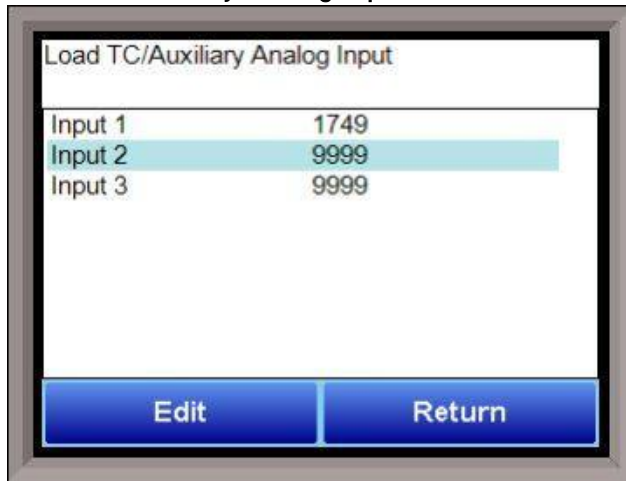 Load TC/Auxiliary Analog Input
Input 1 1749
Input 2 9999
Input 3 9999
Edit Return